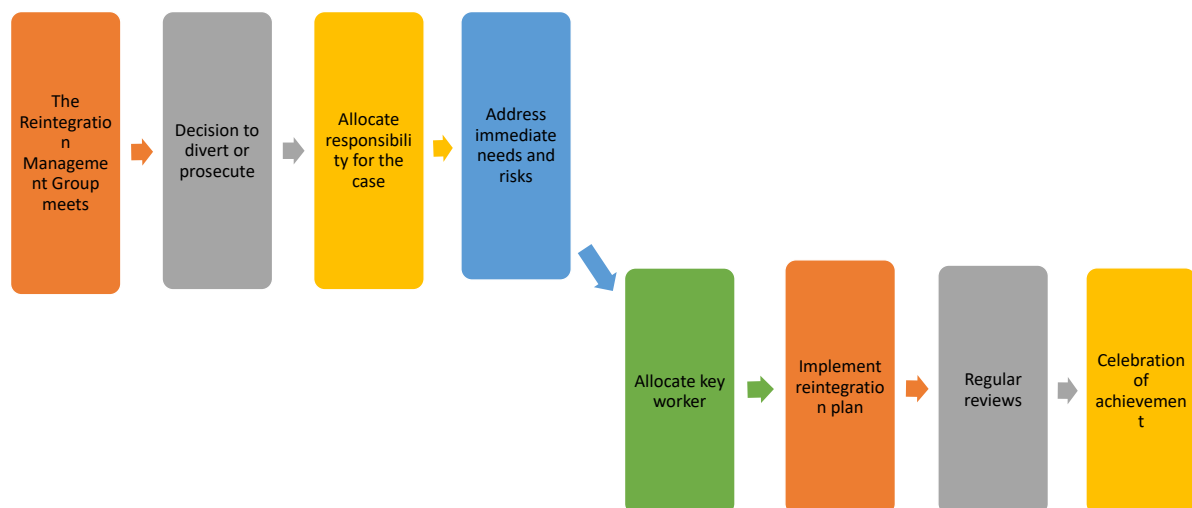 The
Reintegratio
n
Manageme
nt Group
meets
Decision to
divert or
prosecute
Allocate
responsibili
ty for the
case
Address
immediate
needs and
risks
Allocate key
worker
Implement
reintegratio
n plan
Regular
reviews
Celebration
of
achievemen
t